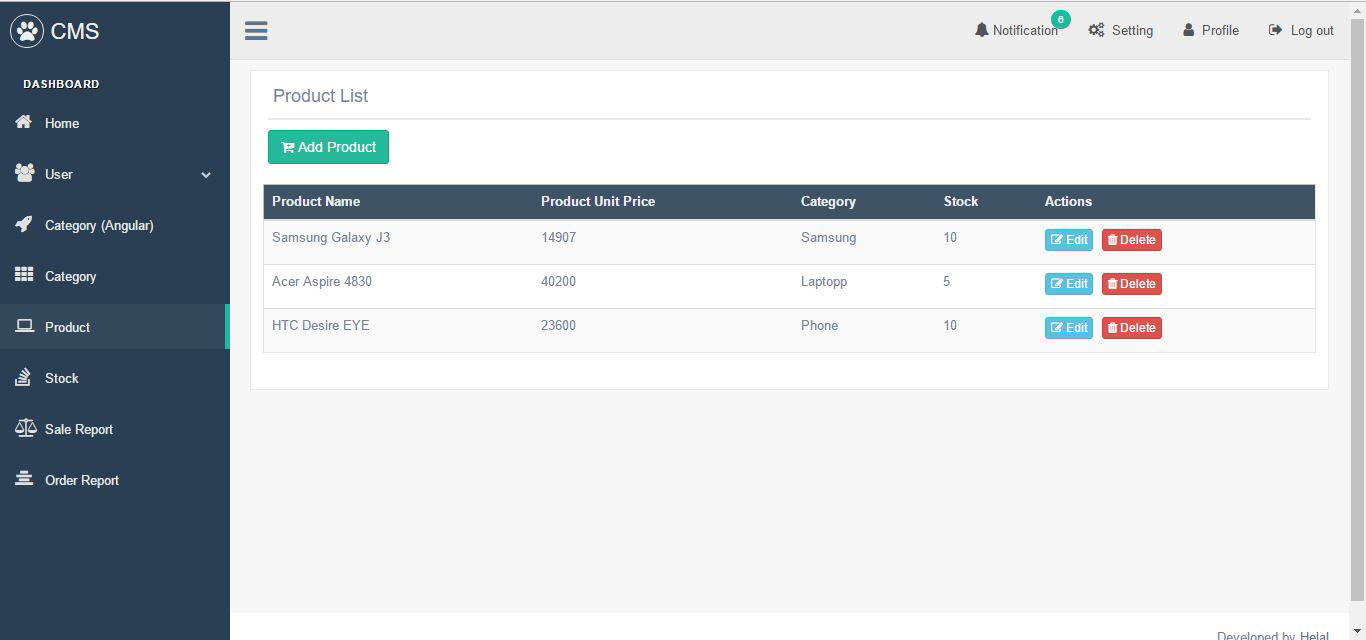 CMS
Notification 6 Setting Profile Log out
DASHBOARD
Home
User
Category (Angular)
Category
Product
Stock
Sale Report
Order Report
Product List
Add Product
Product Name Product Unit Price Category Stock Actions
Samsung Galaxy J3 14907 Samsung 10 Edit Delete
Acer Aspire 4830 40200 Laptopp 5 Edit Delete
HTC Desire EYE 23600 Phone 10 Edit Delete
Developed by Helal